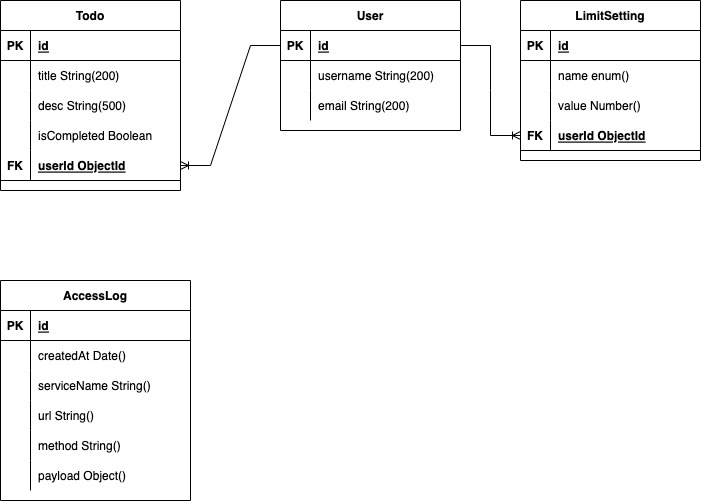 Todo
PK id
title String(200)
desc String(500)
isCompleted Boolean
FK userId ObjectId
User
PK id
username String(200)
email String(200)
LimitSetting
PK id
name enum()
value Number()
FK userId ObjectId
AccessLog
PK id
createdAt Date()
serviceName String()
url String()
method String()
payload Object()